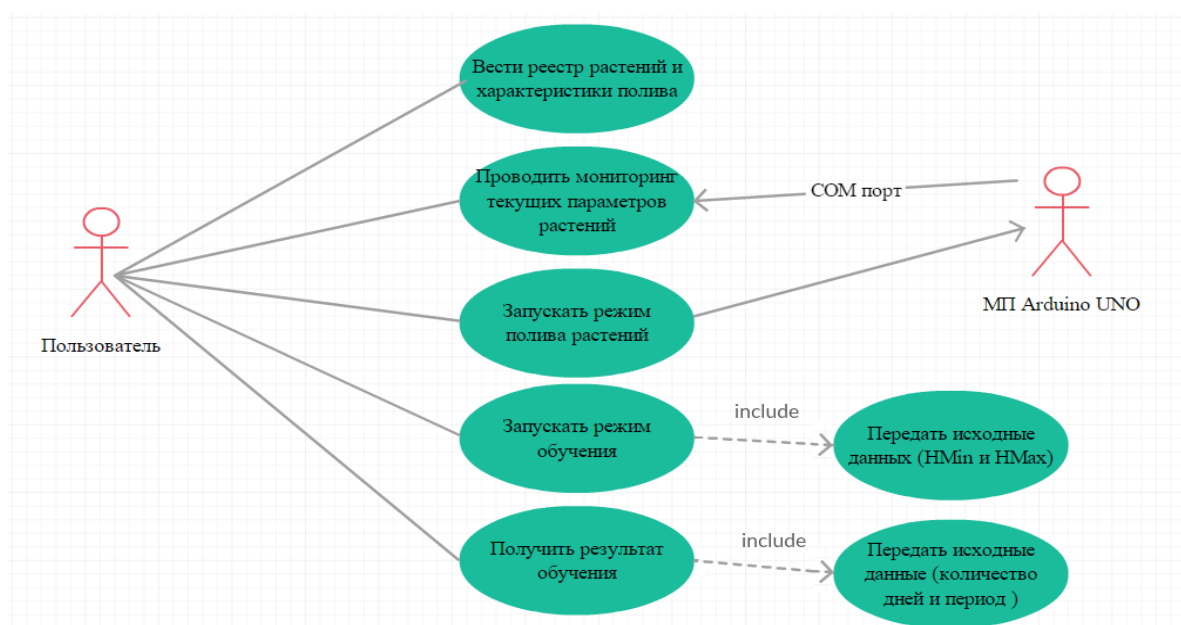 Вести реестр растений и
характеристики полива
Проводить мониторинг
текущих параметров
растений
COM порт
Запускать режим
полива растений
МП Arduino UNO
Пользователь
Запускать режим
обучения
include
Передать исходные
данных (HMin и HMax)
Получить результат
обучения
include
Передать исходные
данные (количество
дней и период )